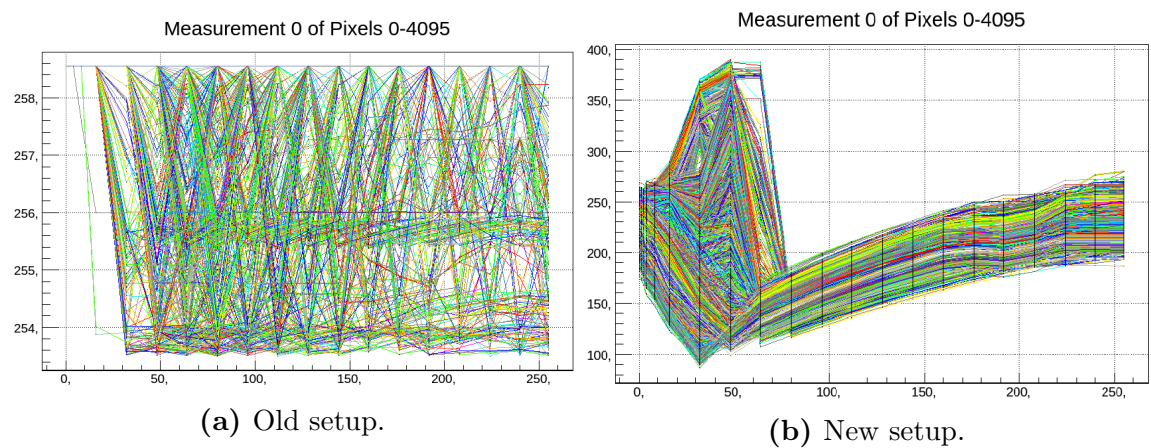 Measurement 0 of Pixels 0-4095
258,
257,
256,
255,
254,
0, 50, 100, 150, 200, 250,
(a) Old setup.
Measurement 0 of Pixels 0-4095
400,
350,
300,
250,
200,
150,
100,
0, 50, 100, 150, 200, 250,
(b) New setup.